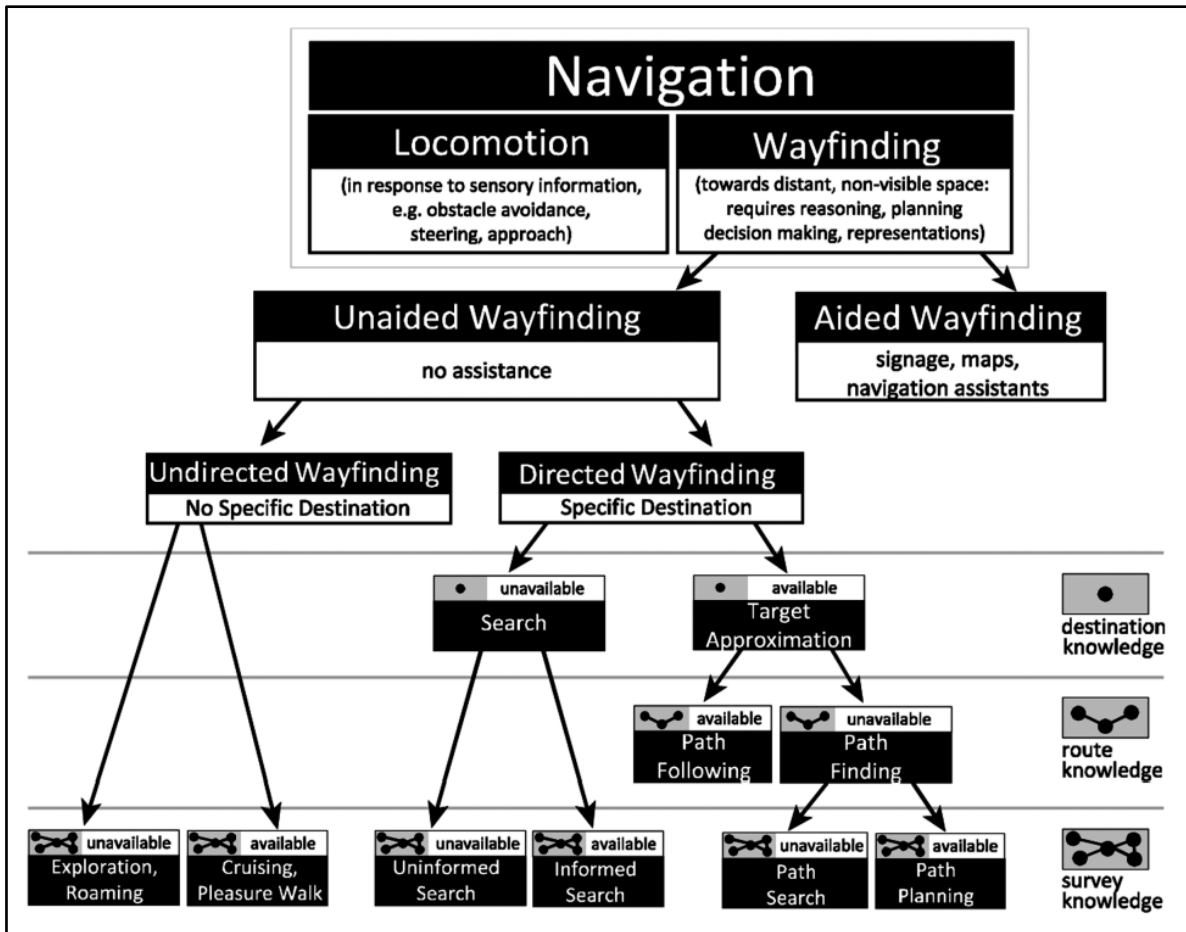 Navigation
Locomotion
(in response to sensory information,
e.g. obstacle avoidance,
steering, approach)
Wayfinding
(towards distant, non-visible space:
requires reasoning, planning
decision making, representations)
Unaided Wayfinding
no assistance
Aided Wayfinding
signage, maps,
navigation assistants
Undirected Wayfinding
No Specific Destination
Directed Wayfinding
Specific Destination
unavailable
Search
available
Target
Approximation
destination
knowledge
available
Path
Following
unavailable
Path
Finding
route
knowledge
unavailable
Exploration,
Roaming
available
Cruising,
Pleasure Walk
unavailable
Uninformed
Search
available
Informed
Search
unavailable
Path
Search
available
Path
Planning
survey
knowledge